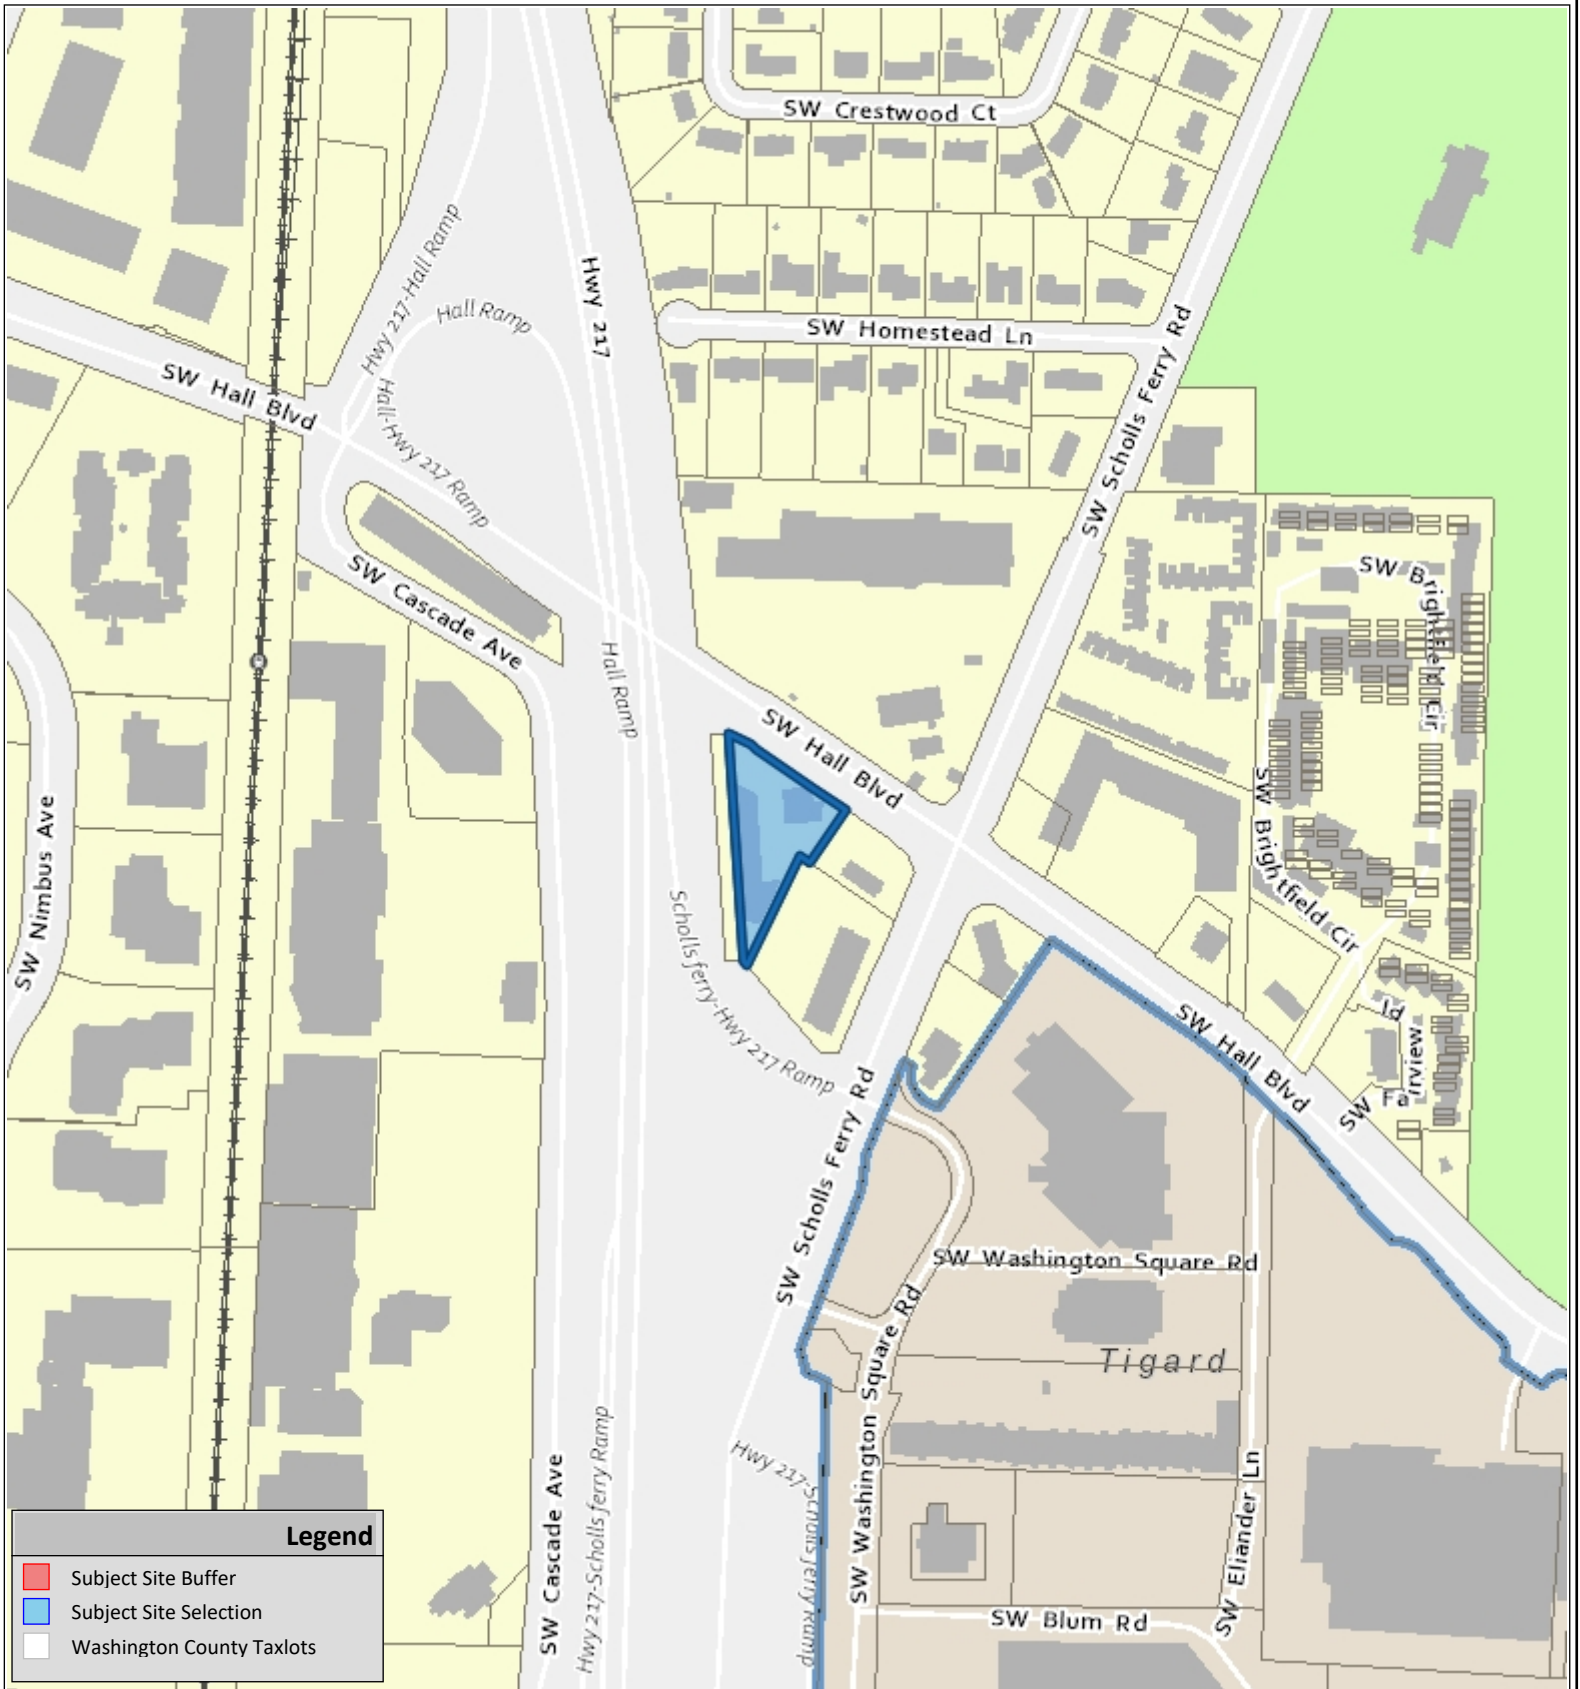 SW Crestwood Ct
Hwy 217-Hall Ramp
Hall Ramp
Hwy 217
SW Homestead Ln
SW Scholls Ferry Rd
SW Hall Blvd
Hall-Hwy 217 Ramp
SW Cascade Ave
SW Brightfield Cir
Hall Ramp
SW Hall Blvd
SW Brightfield Cir
SW Nimbus Ave
Scholls ferry-Hwy 217 Ramp
SW Hall Blvd
ld
SW Fairview
SW Scholls Ferry Rd
SW Washington Square Rd
SW Washington Square Rd
Tigard
Hwy 217-Scholls ferry Ramp
SW Cascade Ave
Hwy 217-Scholls ferry Ramp
SW Eliander Ln
SW Blum Rd
Legend
Subject Site Buffer
Subject Site Selection
Washington County Taxlots